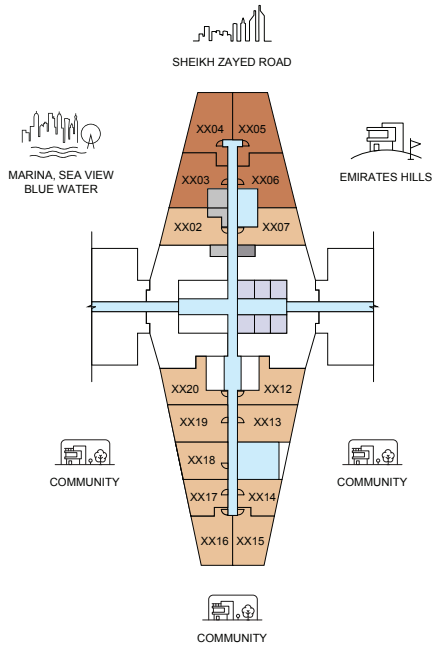 SHEIKH ZAYED ROAD
XX04
XX05
MARINA, SEA VIEW
BLUE WATER
EMIRATES HILLS
XX03
XX06
XX02
XX07
XX20
XX12
XX19
XX13
XX18
COMMUNITY
COMMUNITY
XX17
XX14
XX16
XX15
COMMUNITY